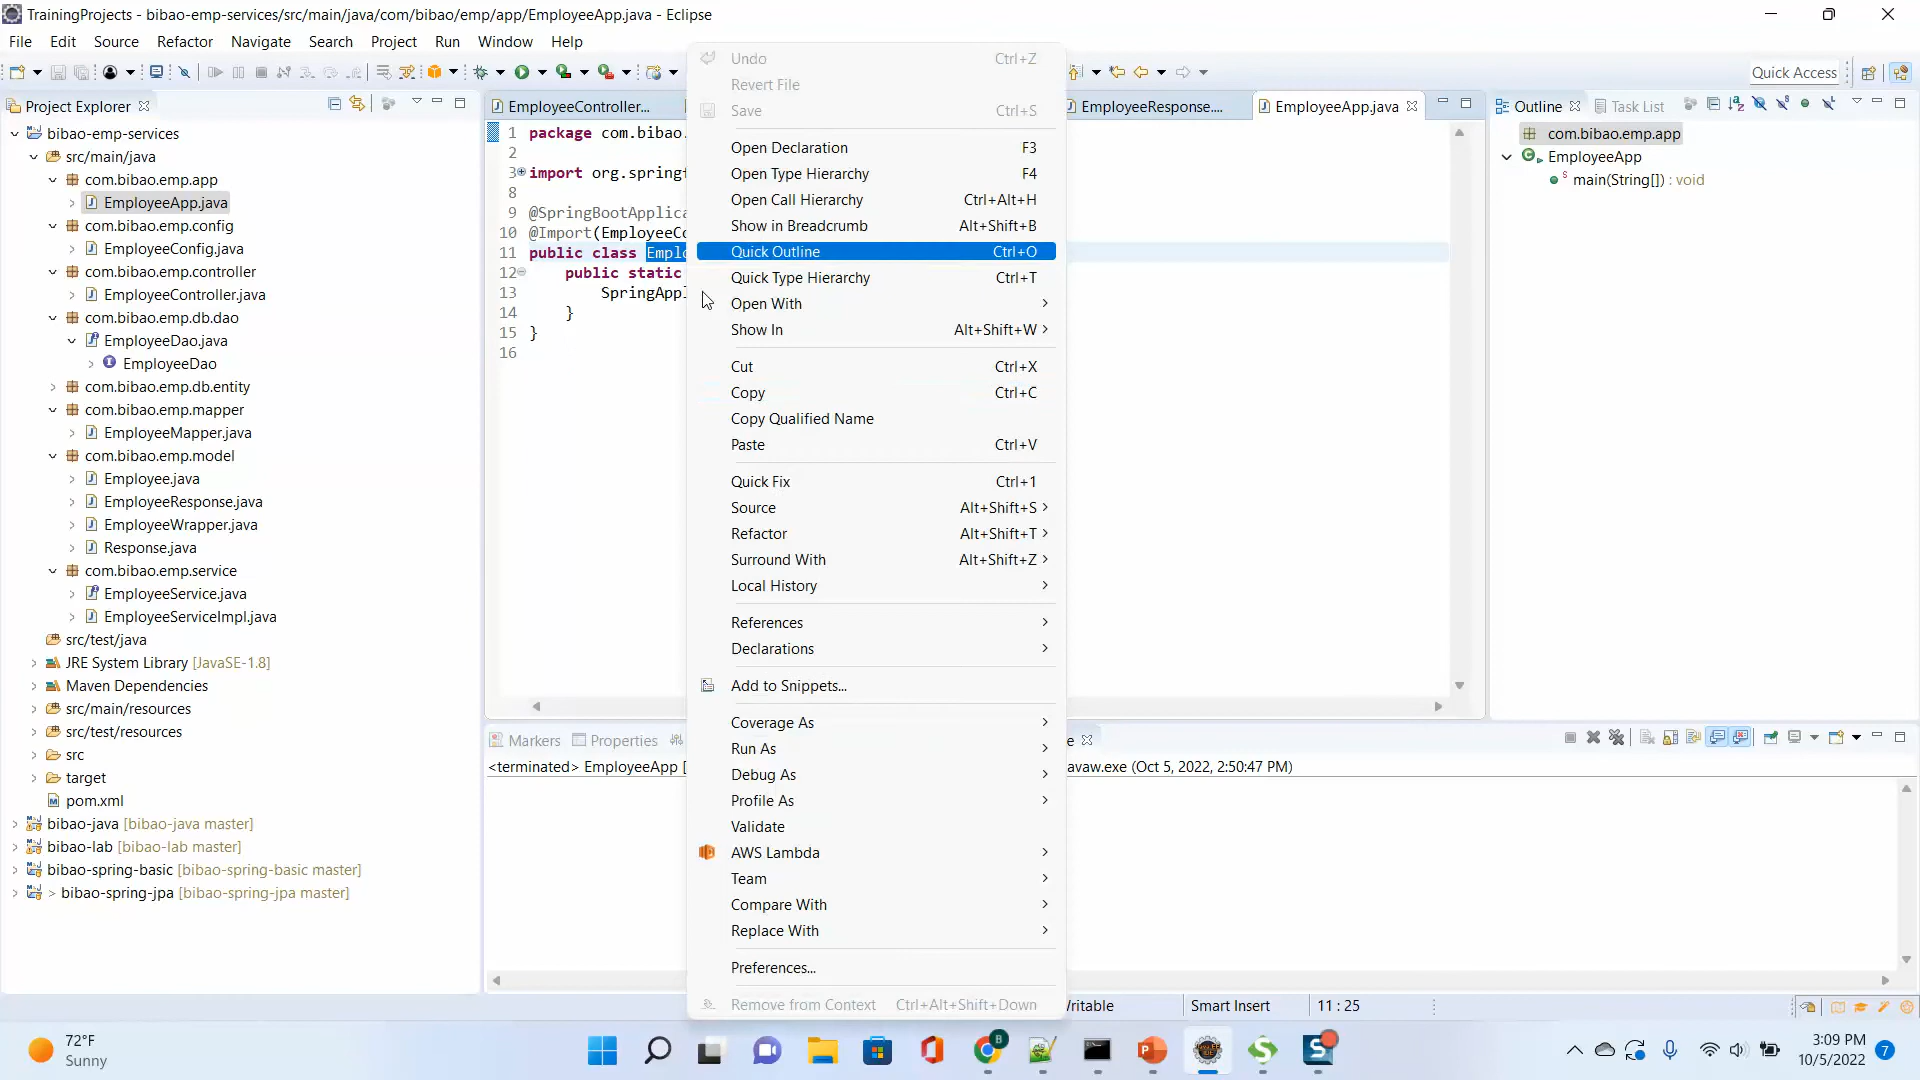 TrainingProjects - bibao-emp-services/src/main/java/com/bibao/emp/app/EmployeeApp.java - Eclipse
File Edit Source Refactor Navigate Search Project Run Window Help
Quick Access
Project Explorer
bibao-emp-services
src/main/java
com.bibao.emp.app
EmployeeApp.java
com.bibao.emp.config
EmployeeConfig.java
com.bibao.emp.controller
EmployeeController.java
com.bibao.emp.db.dao
EmployeeDao.java
EmployeeDao
com.bibao.emp.db.entity
com.bibao.emp.mapper
EmployeeMapper.java
com.bibao.emp.model
Employee.java
EmployeeResponse.java
EmployeeWrapper.java
Response.java
com.bibao.emp.service
EmployeeService.java
EmployeeServiceImpl.java
src/test/java
JRE System Library [JavaSE-1.8]
Maven Dependencies
src/main/resources
src/test/resources
src
target
pom.xml
bibao-java [bibao-java master]
bibao-lab [bibao-lab master]
bibao-spring-basic [bibao-spring-basic master]
> bibao-spring-jpa [bibao-spring-jpa master]
EmployeeController... EmployeeResponse.... EmployeeApp.java
1 package com.bibao.
2
3 import org.springf
8
9 @SpringBootApplica
10 @Import(EmployeeCo
11 public class Emplo
12 public static
13 SpringAppl
14 }
15 }
16
Undo Ctrl+Z
Revert File
Save Ctrl+S
Open Declaration F3
Open Type Hierarchy F4
Open Call Hierarchy Ctrl+Alt+H
Show in Breadcrumb Alt+Shift+B
Quick Outline Ctrl+O
Quick Type Hierarchy Ctrl+T
Open With
Show In Alt+Shift+W
Cut Ctrl+X
Copy Ctrl+C
Copy Qualified Name
Paste Ctrl+V
Quick Fix Ctrl+1
Source Alt+Shift+S
Refactor Alt+Shift+T
Surround With Alt+Shift+Z
Local History
References
Declarations
Add to Snippets...
Coverage As
Run As
Debug As
Profile As
Validate
AWS Lambda
Team
Compare With
Replace With
Preferences...
Remove from Context Ctrl+Alt+Shift+Down
Outline Task List
com.bibao.emp.app
EmployeeApp
main(String[]) : void
Markers Properties e
<terminated> EmployeeApp [ avaw.exe (Oct 5, 2022, 2:50:47 PM)
Writable Smart Insert 11 : 25
72°F
Sunny
3:09 PM
10/5/2022
7